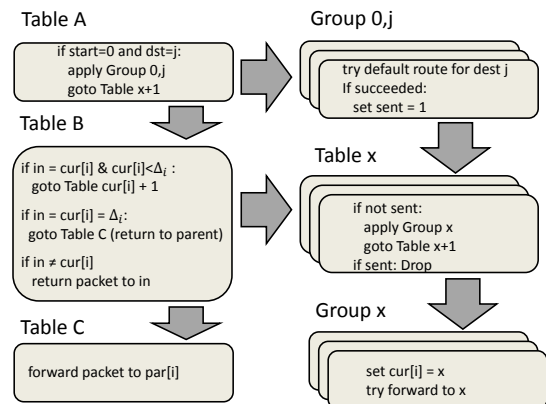 Table A
if start=0 and dst=j:
apply Group 0,j
goto Table x+1
Table B
if in = cur[i] & cur[i]<Δᵢ :
goto Table cur[i] + 1
if in = cur[i] = Δᵢ:
goto Table C (return to parent)
if in ≠ cur[i]
return packet to in
Table C
forward packet to par[i]
Group 0,j
try default route for dest j
If succeeded:
set sent = 1
Table x
if not sent:
apply Group x
goto Table x+1
if sent: Drop
Group x
set cur[i] = x
try forward to x